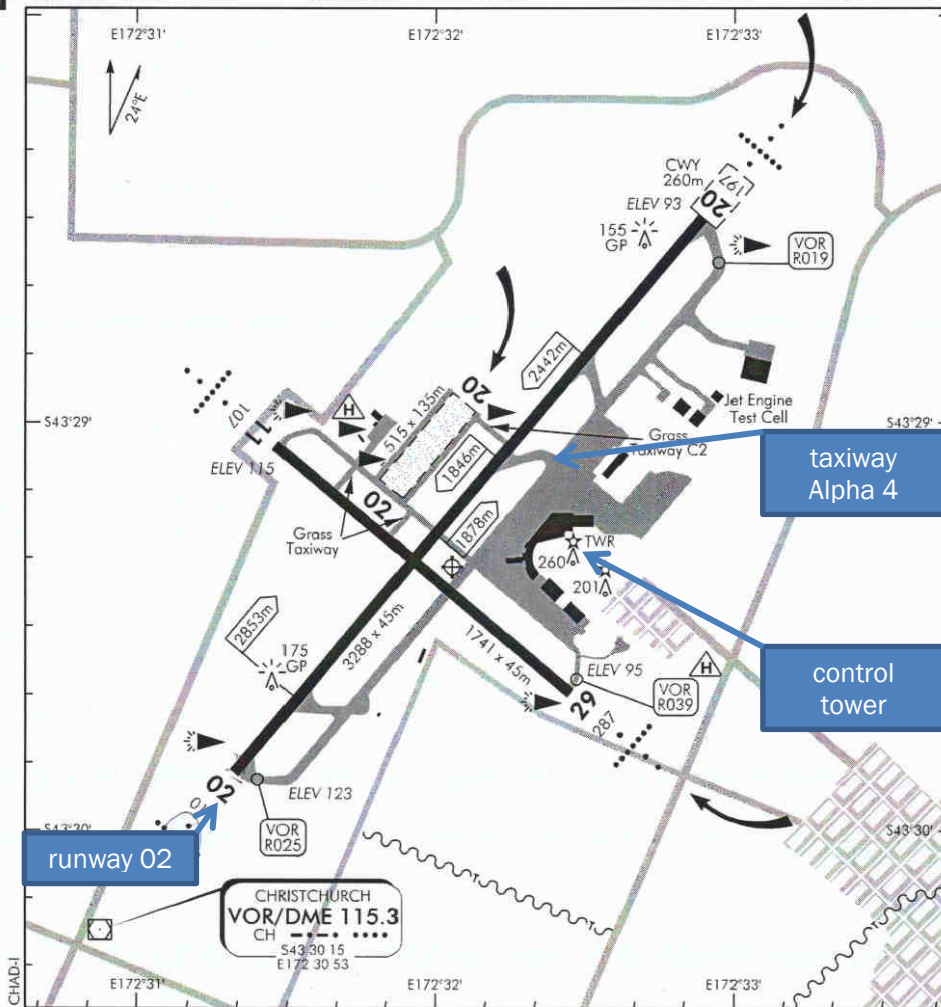 E172°31'
E172°32'
E172°33'
24°E
CWY
260m
197
20
ELEV 93
155
GP
VOR
R019
2442m
20
515 x 135m
107
H
11
S43°29'
S43°29'
Jet Engine
Test Cell
Grass
Taxiway C2
taxiway
Alpha 4
ELEV 115
1846m
02
Grass
Taxiway
1878m
TWR
260
201
2853m
3288 x 45m
1741 x 45m
175
GP
ELEV 95
H
VOR
R039
29
287
control
tower
02
ELEV 123
VOR
R025
S43°30'
S43°30'
runway 02
CHRISTCHURCH
VOR/DME 115.3
CH
S43 30 15
E172 30 53
CHAD-I
E172°31'
E172°32'
E172°33'